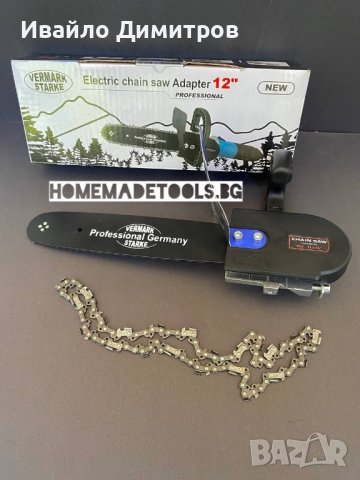 Ивайло Димитров
VERMARK
STARKE
Electric chain saw Adapter 12"
PROFESSIONAL
NEW
HOMEMADETOOLS.BG
VERMARK
Professional Germany
STARKE
CHAIN SAW
BAZAR